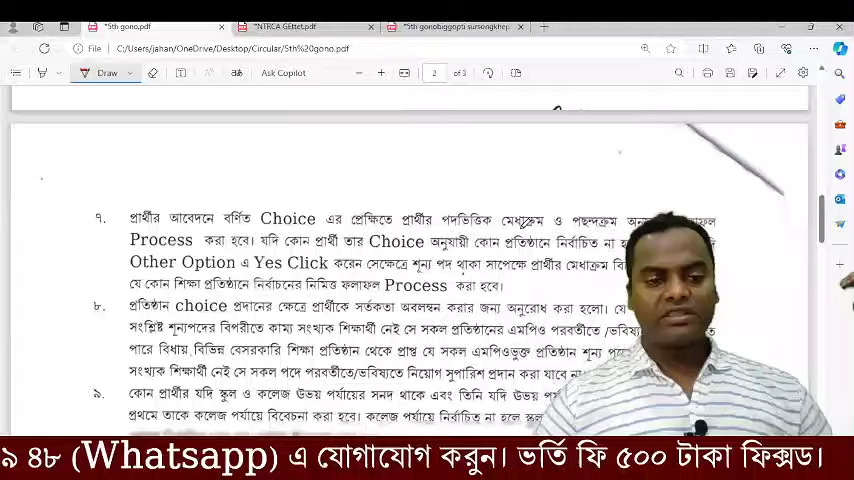 *5th gono.pdf
*NTRCA GEttet.pdf
*5th gonobiggopti sursongkhep
File C:/Users/jahan/OneDrive/Desktop/Circular/5th%20gono.pdf
Draw Ask Copilot 2 of 3
৭. প্রার্থীর আবেদনে বর্ণিত Choice এর প্রেক্ষিতে প্রার্থীর পদভিত্তিক মেধাক্রম ও পছন্দক্রম
Process করা হবে। যদি কোন প্রার্থী তার Choice অনুযায়ী কোন প্রতিষ্ঠানে নির্বাচিত না
Other Option এ Yes Click করেন সেক্ষেত্রে শূন্য পদ থাকা সাপেক্ষে প্রার্থীর মেধাক্রম
যে কোন শিক্ষা প্রতিষ্ঠানে নির্বাচনের নিমিত্ত ফলাফল Process করা হবে।
৮. প্রতিষ্ঠান choice প্রদানের ক্ষেত্রে প্রার্থীকে সর্তকতা অবলম্বন করার জন্য অনুরোধ করা হলো। যে
সংশ্লিষ্ট শূন্যপদের বিপরীতে কাম্য সংখ্যক শিক্ষার্থী নেই সে সকল প্রতিষ্ঠানের এমপিও পরবর্তীতে
পারে বিধায় বিভিন্ন বেসরকারি শিক্ষা প্রতিষ্ঠান থেকে প্রাপ্ত যে সকল এমপিওভুক্ত প্রতিষ্ঠান শূন্য
সংখ্যক শিক্ষার্থী নেই সে সকল পদে পরবর্তীতে/ভবিষ্যতে নিয়োগ সুপারিশ প্রদান করা যাবে
৯. কোন প্রার্থীর যদি স্কুল ও কলেজ উভয় পর্যায়ের সনদ থাকে এবং তিনি যদি উভয়
প্রথমে তাকে কলেজ পর্যায়ে বিবেচনা করা হবে। কলেজ পর্যায়ে নির্বাচিত না হলে
৯ ৪৮ (Whatsapp) এ যোগাযোগ করুন। ভর্তি ফি ৫০০ টাকা ফিক্সড।